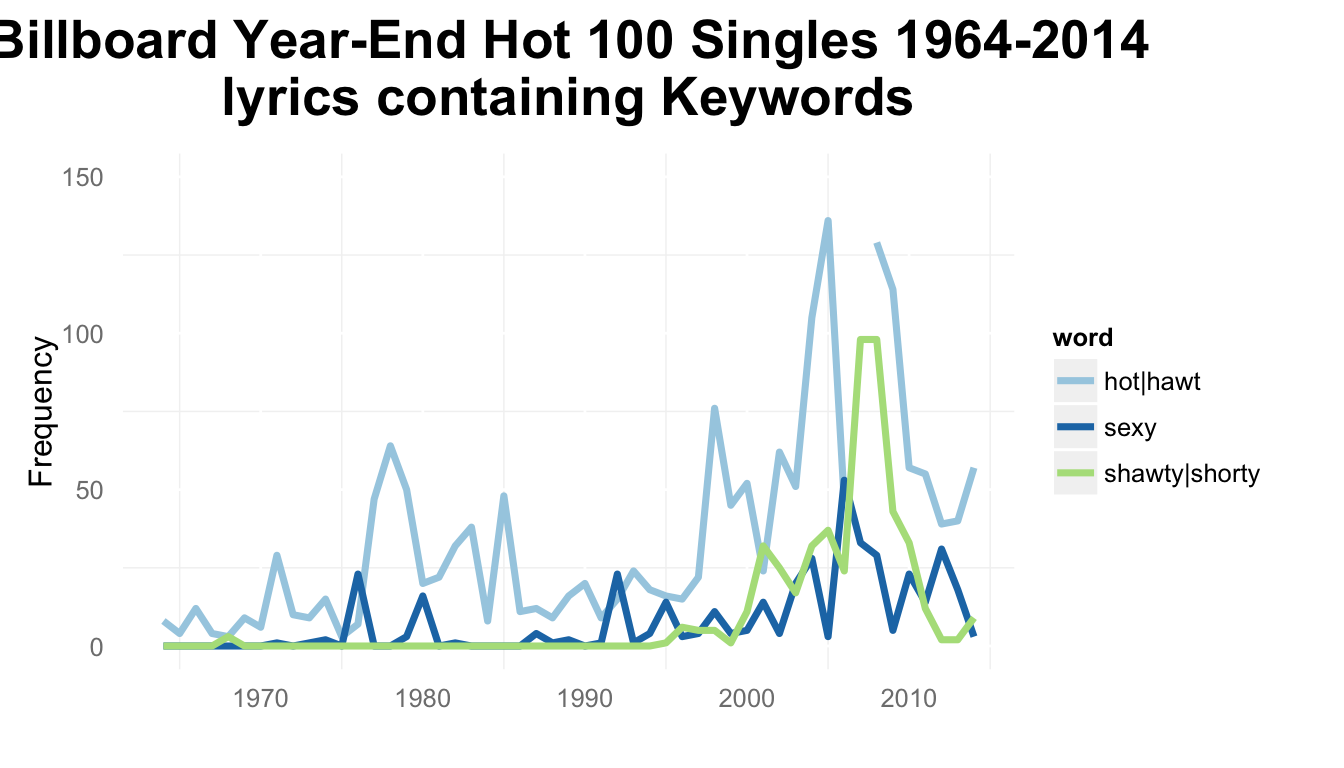 Billboard Year-End Hot 100 Singles 1964-2014
lyrics containing Keywords
150
100
50
0
Frequency
1970 1980 1990 2000 2010
word
hot|hawt
sexy
shawty|shorty